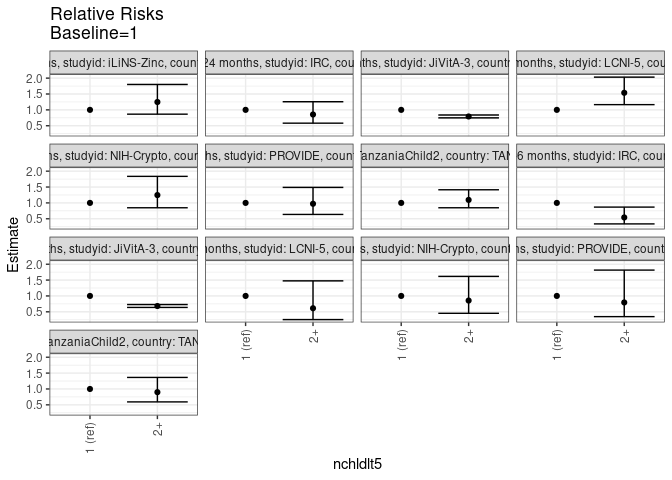 Relative Risks
Baseline=1
s, studyid: iLiNS-Zinc, coun
24 months, studyid: IRC, cou
ths, studyid: JiVitA-3, countr
months, studyid: LCNI-5, cou
2.0
1.5
1.0
0.5
hs, studyid: NIH-Crypto, cour
hs, studyid: PROVIDE, coun
TanzaniaChild2, country: TAN
6 months, studyid: IRC, coun
2.0
1.5
1.0
0.5
hs, studyid: JiVitA-3, country
months, studyid: LCNI-5, cou
s, studyid: NIH-Crypto, count
ns, studyid: PROVIDE, count
2.0
1.5
1.0
0.5
anzaniaChild2, country: TAN
2.0
1.5
1.0
0.5
1 (ref)
2+
1 (ref)
2+
1 (ref)
2+
1 (ref)
2+
Estimate
nchldlt5